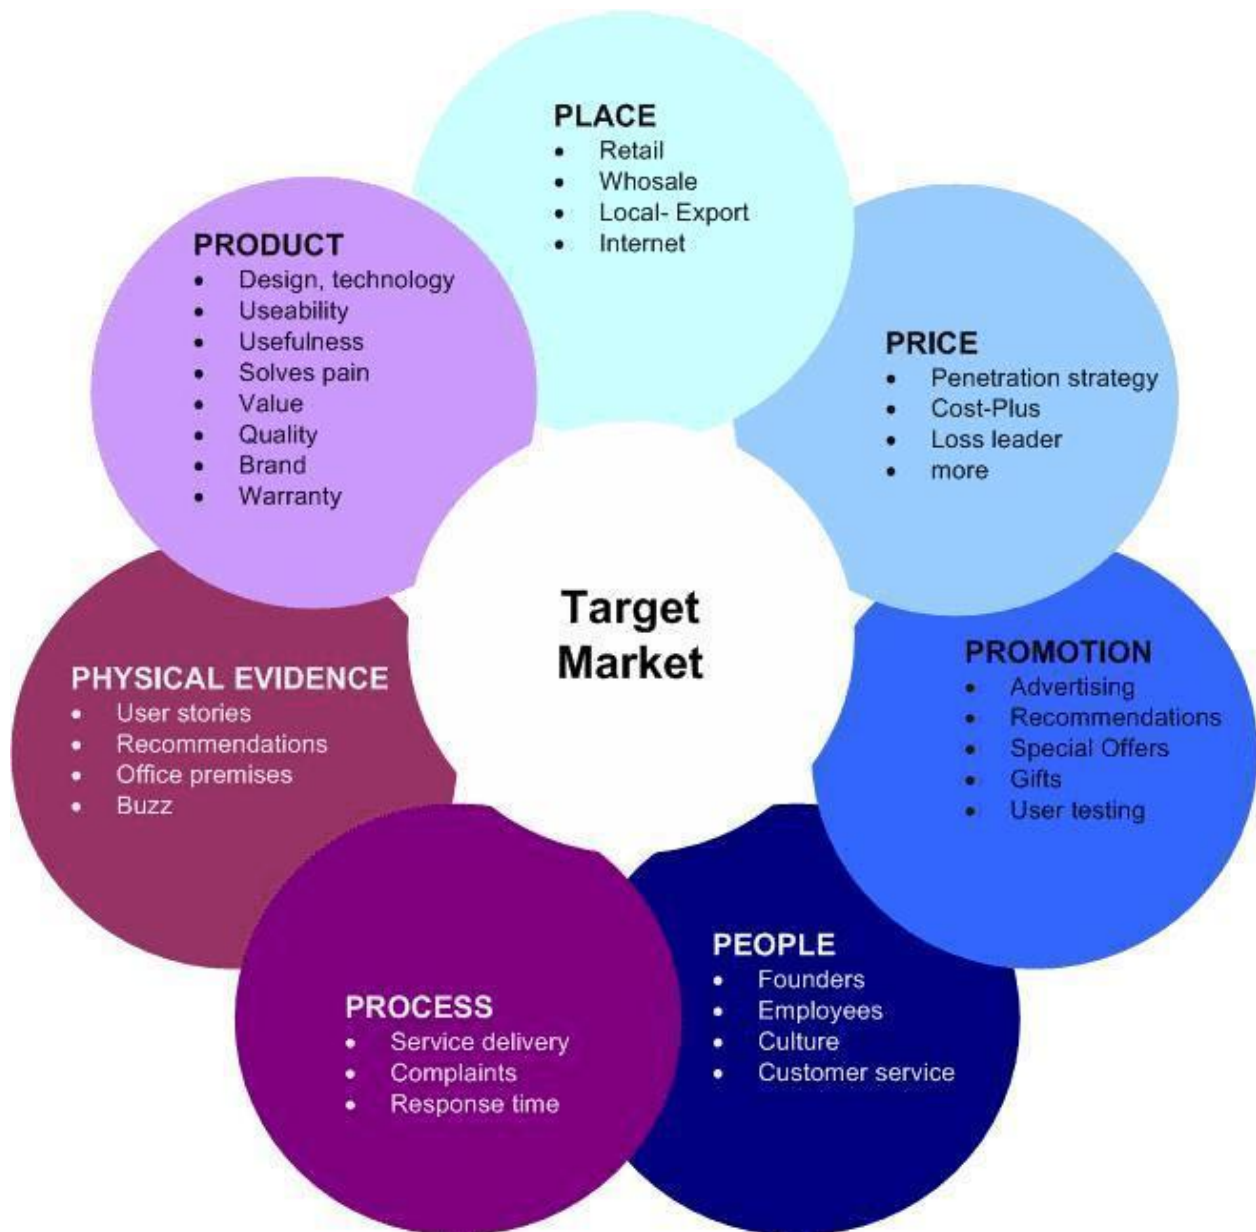 PLACE
• Retail
• Whosale
• Local- Export
• Internet
PRICE
• Penetration strategy
• Cost-Plus
• Loss leader
• more
PROMOTION
• Advertising
• Recommendations
• Special Offers
• Gifts
• User testing
PEOPLE
• Founders
• Employees
• Culture
• Customer service
PROCESS
• Service delivery
• Complaints
• Response time
PHYSICAL EVIDENCE
• User stories
• Recommendations
• Office premises
• Buzz
PRODUCT
• Design, technology
• Useability
• Usefulness
• Solves pain
• Value
• Quality
• Brand
• Warranty
Target
Market